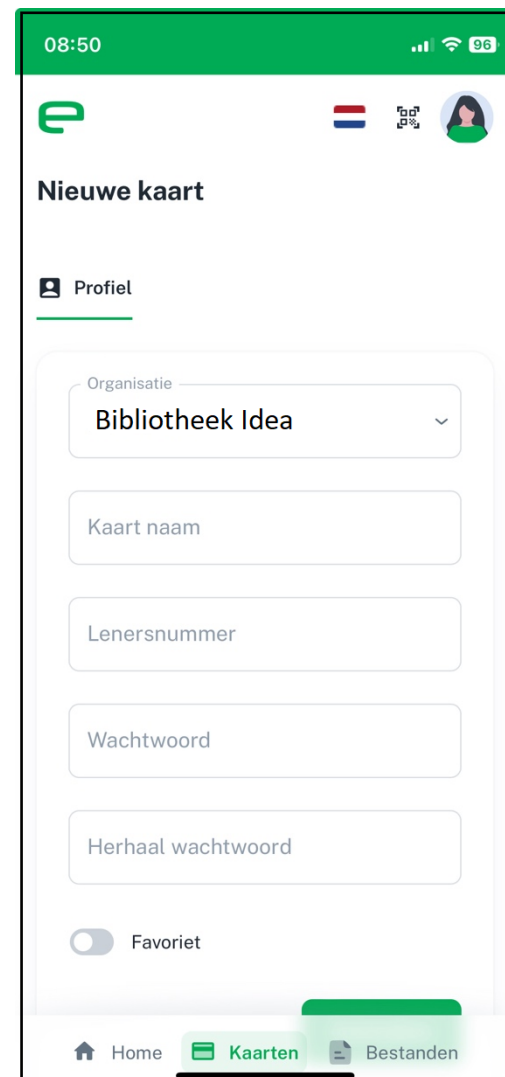 08:50
96
Nieuwe kaart
Profiel
Organisatie
Bibliotheek Idea
Kaart naam
Lenersnummer
Wachtwoord
Herhaal wachtwoord
Favoriet
Home Kaarten Bestanden